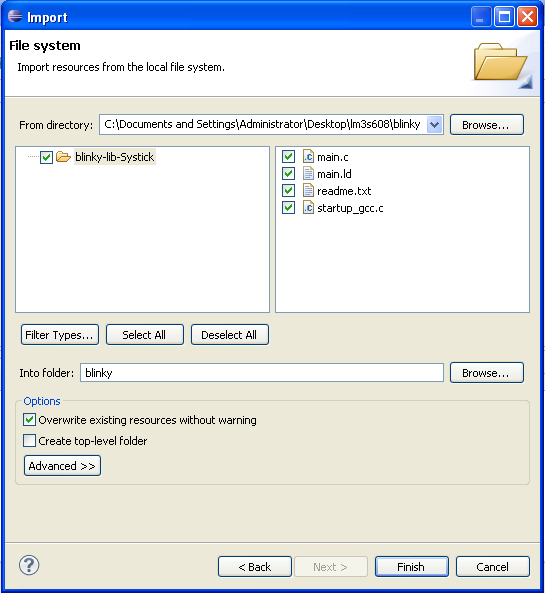 Import
File system
Import resources from the local file system.
From directory: C:\Documents and Settings\Administrator\Desktop\lm3s608\blinky Browse...
blinky-lib-Systick
main.c
main.ld
readme.txt
startup_gcc.c
Filter Types... Select All Deselect All
Into folder: blinky Browse...
Options
Overwrite existing resources without warning
Create top-level folder
Advanced >>
? < Back Next > Finish Cancel